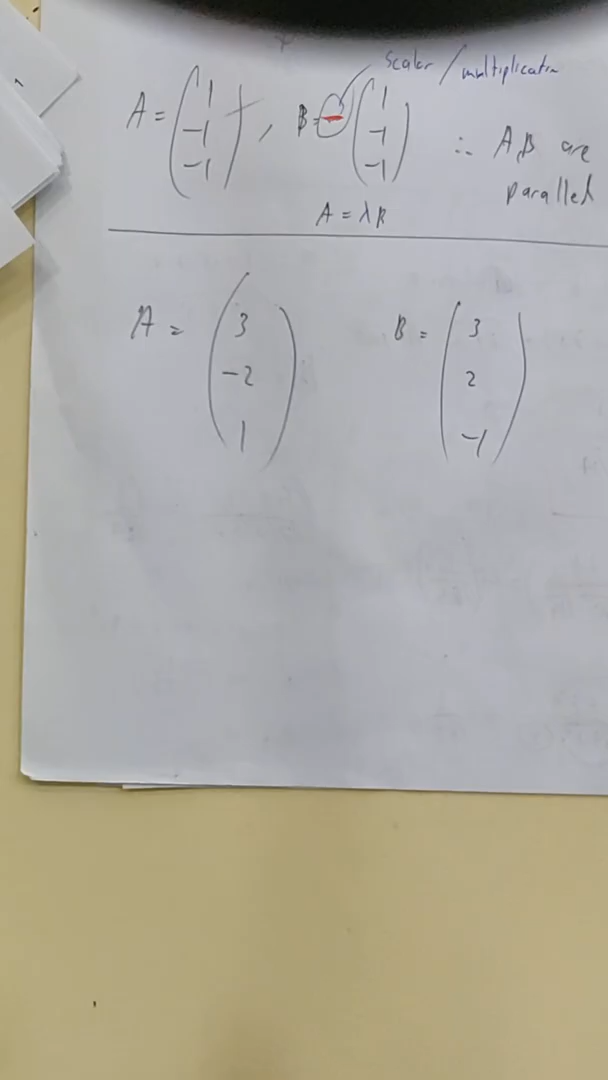 scalar / multiplication
A = ( 1 -1 -1 ) , B = - ( 1 -1 -1 ) ∴ A,B are parallel
A = λB
A = ( 3 -2 1 ) B = ( 3 2 -1 )